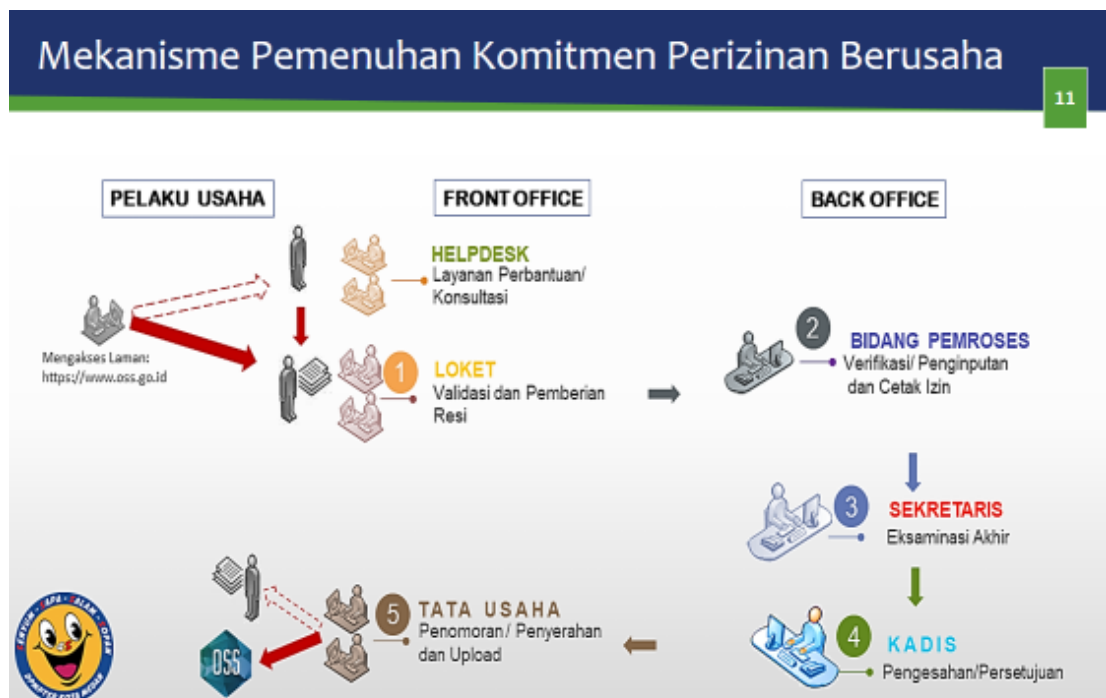 Mekanisme Pemenuhan Komitmen Perizinan Berusaha
11
PELAKU USAHA
FRONT OFFICE
BACK OFFICE
HELPDESK
Layanan Perbantuan/
Konsultasi
Mengakses Laman:
https://www.oss.go.id
1
LOKET
Validasi dan Pemberian
Resi
2
BIDANG PEMROSES
Verifikasi/ Penginputan
dan Cetak Izin
3
SEKRETARIS
Eksaminasi Akhir
4
KADIS
Pengesahan/Persetujuan
5
TATA USAHA
Penomoran / Penyerahan
dan Upload
OSS